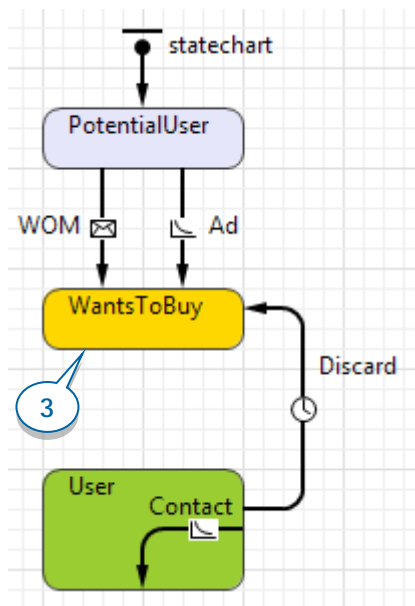 statechart
PotentialUser
WOM
Ad
WantsToBuy
3
Discard
User
Contact